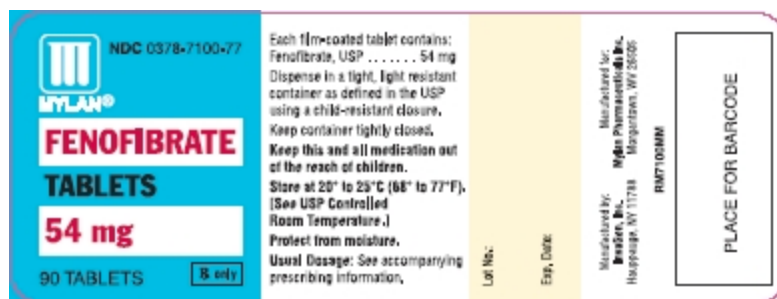 NDC 0378-7100-77
MYLAN®
FENOFIBRATE
TABLETS
54 mg
90 TABLETS
℞ only
Each film-coated tablet contains:
Fenofibrate, USP . . . . . . . 54 mg
Dispense in a tight, light resistant
container as defined in the USP
using a child-resistant closure.
Keep container tightly closed.
Keep this and all medication out
of the reach of children.
Store at 20° to 25°C (68° to 77°F).
[See USP Controlled
Room Temperature.]
Protect from moisture.
Usual Dosage: See accompanying
prescribing information.
Lot No.:
Exp. Date:
Manufactured by:
InvaGen, Inc.
Hauppauge, NY 11788
Manufactured for:
Mylan Pharmaceuticals Inc.
Morgantown, WV 26505
RM7100MM
PLACE FOR BARCODE